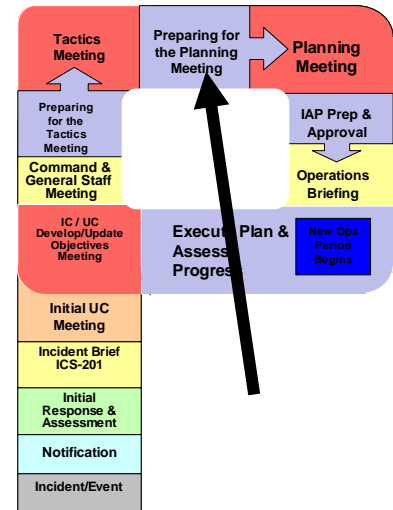 Tactics
Meeting
Preparing for
the Planning
Meeting
Planning
Meeting
Preparing
for the
Tactics
Meeting
IAP Prep &
Approval
Command &
General Staff
Meeting
Operations
Briefing
IC / UC
Develop/Update
Objectives
Meeting
Execute Plan &
Assess
Progress
New Ops
Period
Begins
Initial UC
Meeting
Incident Brief
ICS-201
Initial
Response &
Assessment
Notification
Incident/Event